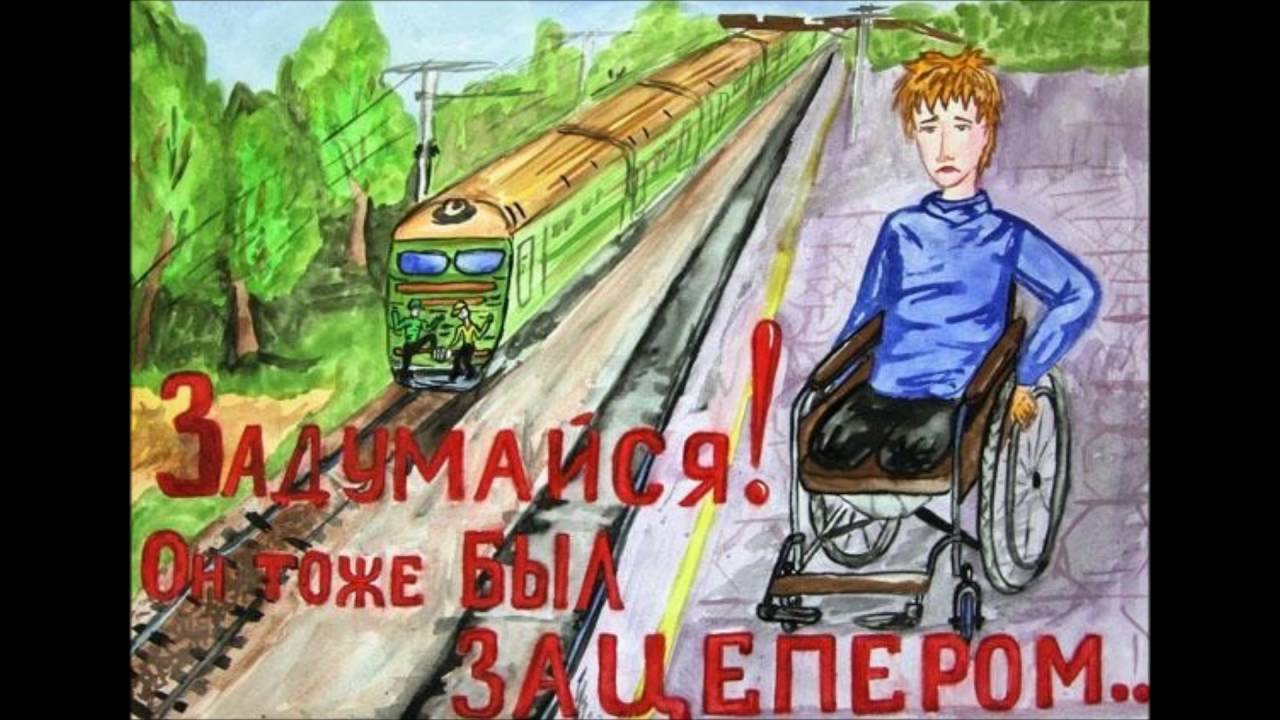 Задумайся!
Он тоже был
зацепером..